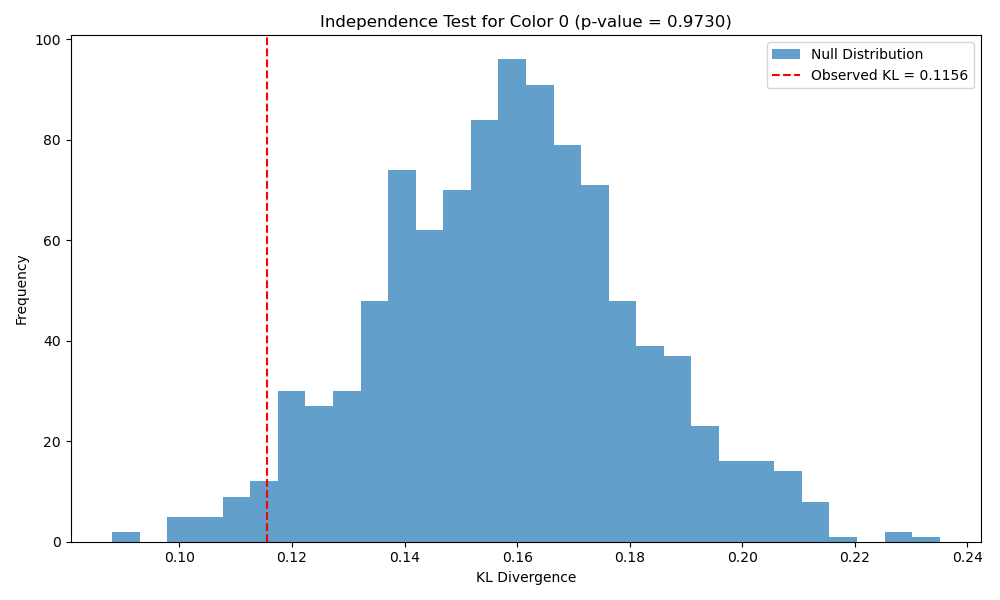 Independence Test for Color 0 (p-value = 0.9730)
Null Distribution
Observed KL = 0.1156
Frequency
100
80
60
40
20
0
0.10 0.12 0.14 0.16 0.18 0.20 0.22 0.24
KL Divergence